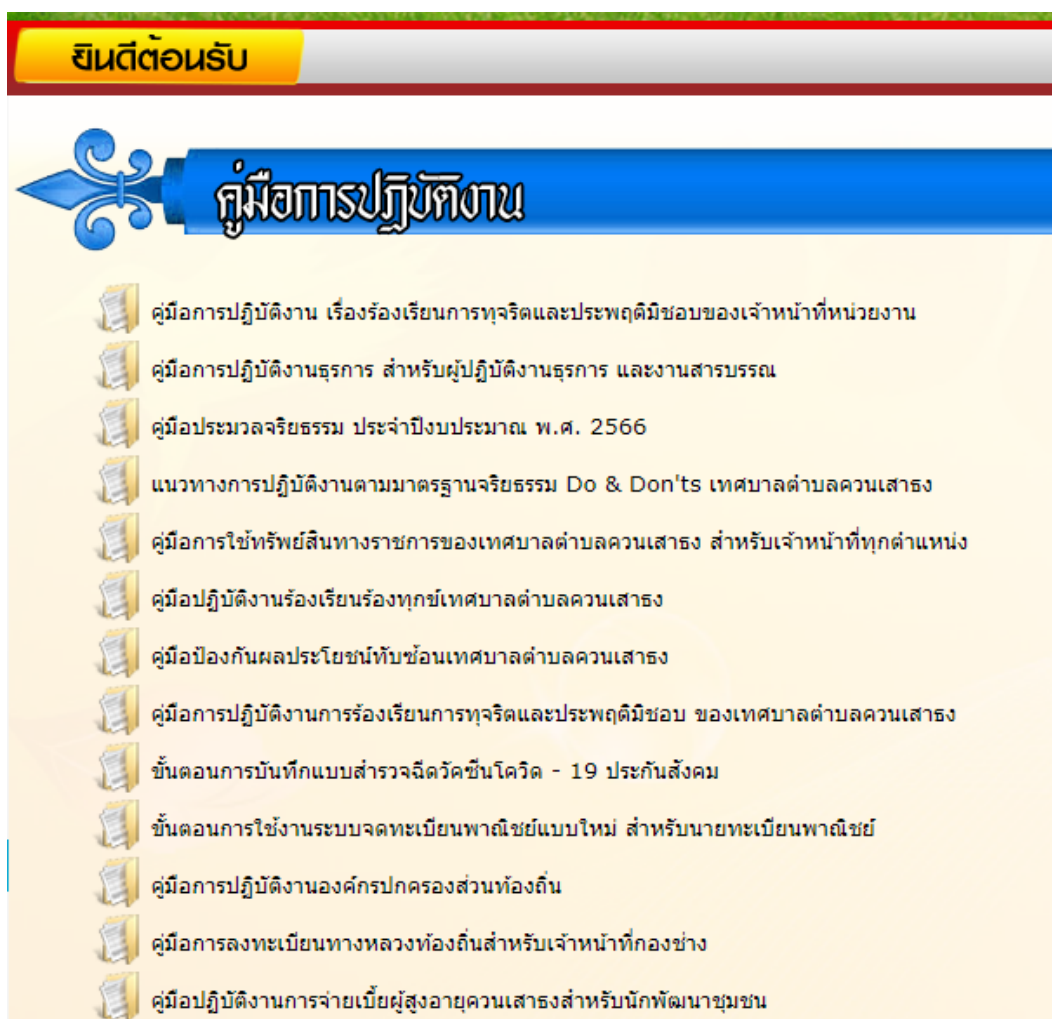 ยินดีต้อนรับ
คู่มือการปฏิบัติงาน
คู่มือการปฏิบัติงาน เรื่องร้องเรียนการทุจริตและประพฤติมิชอบของเจ้าหน้าที่หน่วยงาน
คู่มือการปฏิบัติงานธุรการ สำหรับผู้ปฏิบัติงานธุรการ และงานสารบรรณ
คู่มือประมวลจริยธรรม ประจำปีงบประมาณ พ.ศ. 2566
แนวทางการปฏิบัติงานตามมาตรฐานจริยธรรม Do & Don'ts เทศบาลตำบลควนเสาธง
คู่มือการใช้ทรัพย์สินทางราชการของเทศบาลตำบลควนเสาธง สำหรับเจ้าหน้าที่ทุกตำแหน่ง
คู่มือปฏิบัติงานร้องเรียนร้องทุกข์เทศบาลตำบลควนเสาธง
คู่มือป้องกันผลประโยชน์ทับซ้อนเทศบาลตำบลควนเสาธง
คู่มือการปฏิบัติงานการร้องเรียนการทุจริตและประพฤติมิชอบ ของเทศบาลตำบลควนเสาธง
ขั้นตอนการบันทึกแบบสำรวจฉีดวัคซีนโควิด - 19 ประกันสังคม
ขั้นตอนการใช้งานระบบจดทะเบียนพาณิชย์แบบใหม่ สำหรับนายทะเบียนพาณิชย์
คู่มือการปฏิบัติงานองค์กรปกครองส่วนท้องถิ่น
คู่มือการลงทะเบียนทางหลวงท้องถิ่นสำหรับเจ้าหน้าที่กองช่าง
คู่มือปฏิบัติงานการจ่ายเบี้ยผู้สูงอายุควนเสาธงสำหรับนักพัฒนาชุมชน